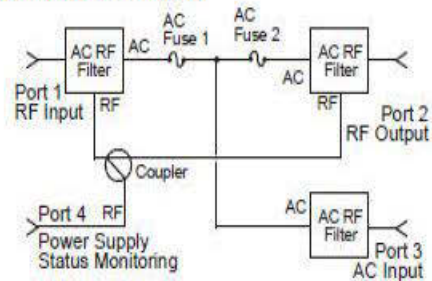 AC RF Filter
AC
AC Fuse 1
AC Fuse 2
AC
AC RF Filter
Port 1
RF Input
RF
RF
Port 2
RF Output
Coupler
Port 4
RF
Power Supply
Status Monitoring
AC
AC RF Filter
Port 3
AC Input